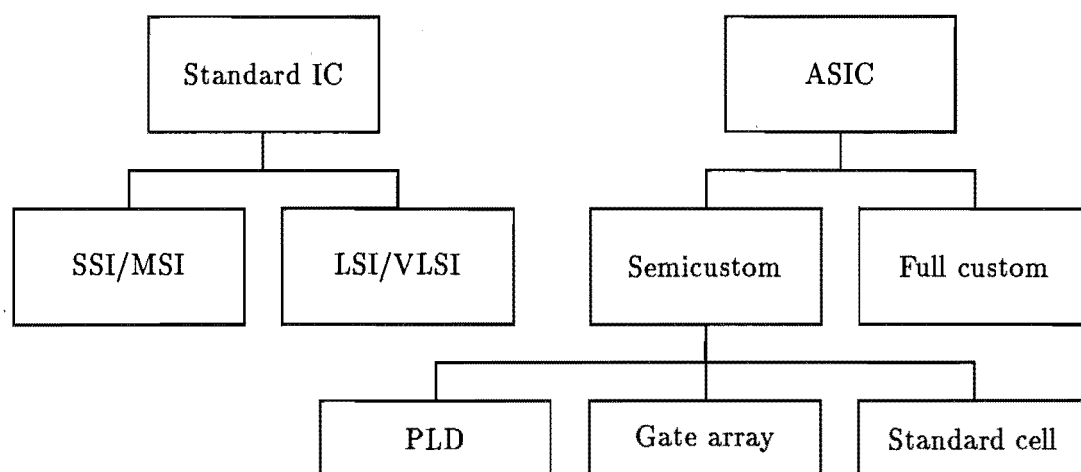 Standard IC
ASIC
SSI/MSI
LSI/VLSI
Semicustom
Full custom
PLD
Gate array
Standard cell